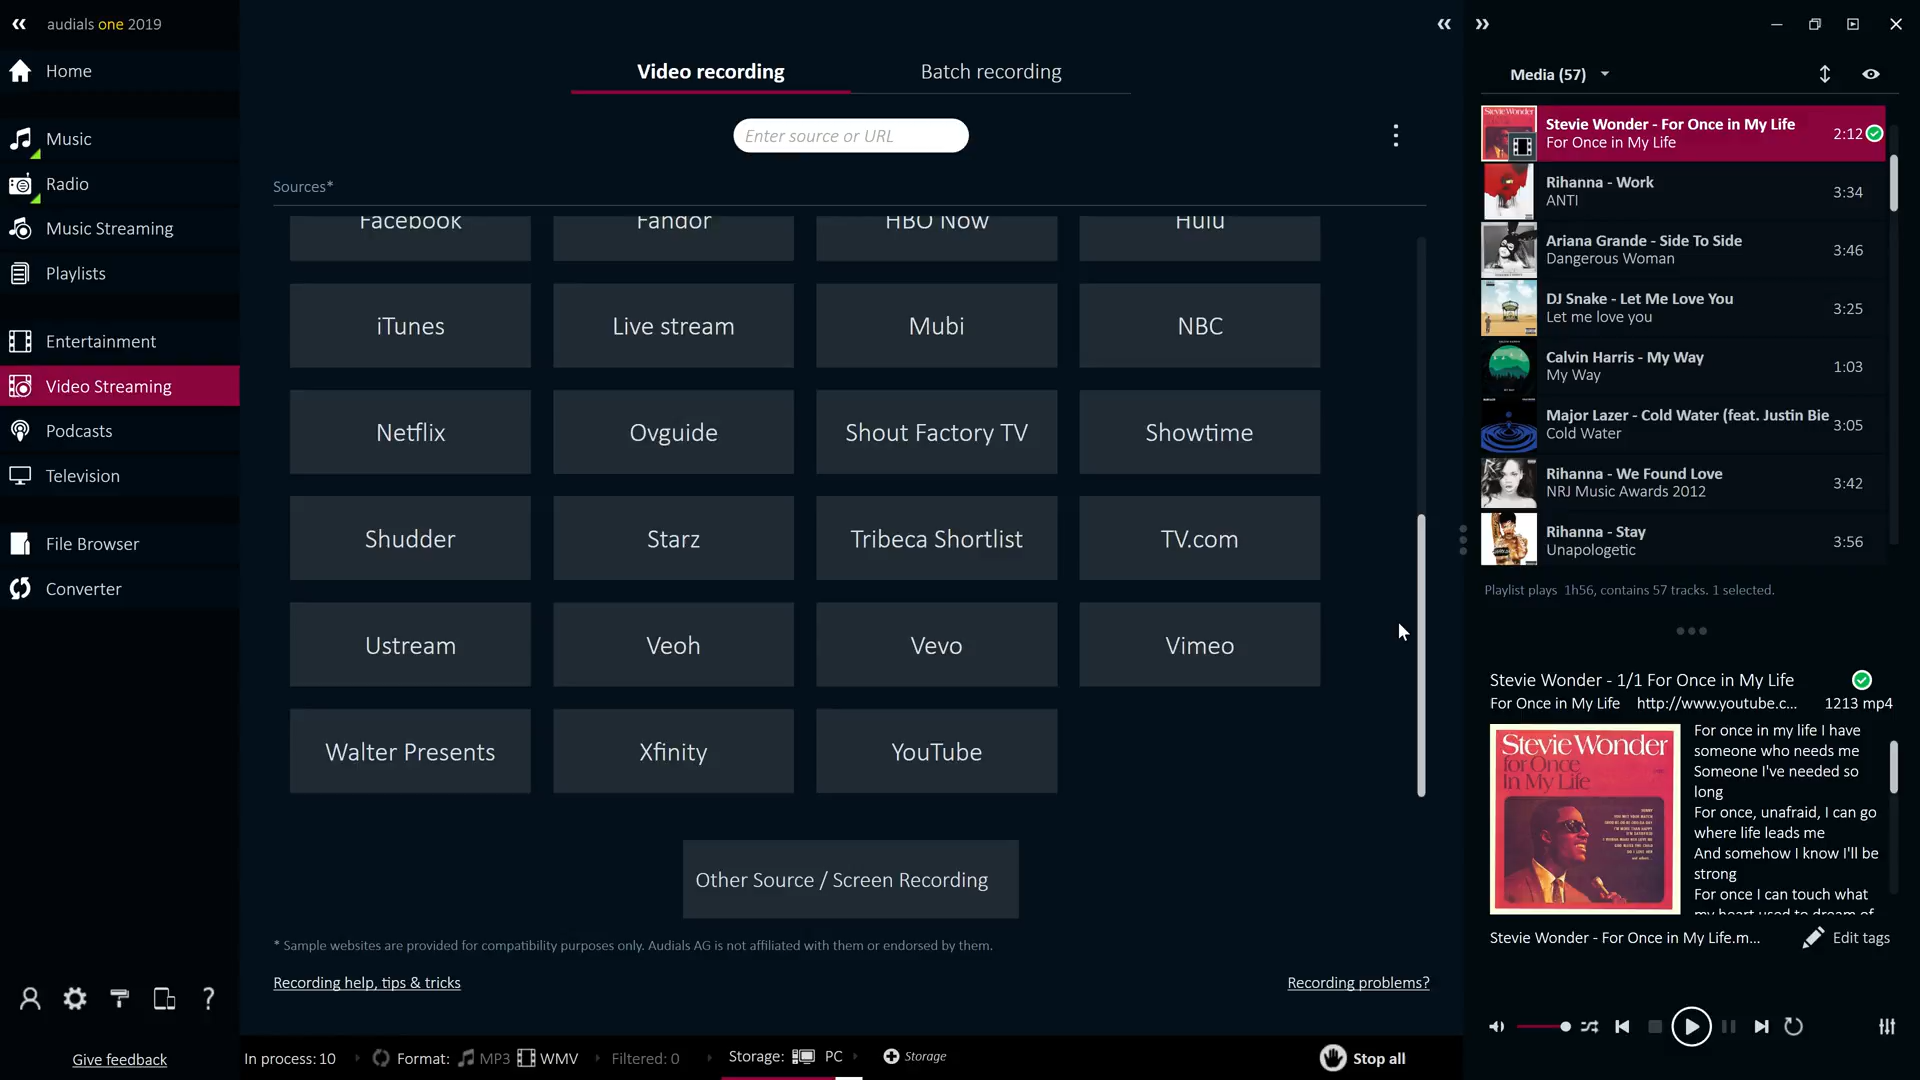 audials one 2019
Home
Music
Radio
Music Streaming
Playlists
Entertainment
Video Streaming
Podcasts
Television
File Browser
Converter
Give feedback
Video recording
Batch recording
Enter source or URL
Sources*
Facebook
Fandor
HBO Now
Hulu
iTunes
Live stream
Mubi
NBC
Netflix
Ovguide
Shout Factory TV
Showtime
Shudder
Starz
Tribeca Shortlist
TV.com
Ustream
Veoh
Vevo
Vimeo
Walter Presents
Xfinity
YouTube
Other Source / Screen Recording
* Sample websites are provided for compatibility purposes only. Audials AG is not affiliated with them or endorsed by them.
Recording help, tips & tricks
Recording problems?
In process: 10
Format: MP3 WMV
Filtered: 0
Storage: PC
Storage
Stop all
Media (57)
Stevie Wonder - For Once in My Life
For Once in My Life
2:12
Rihanna - Work
ANTI
3:34
Ariana Grande - Side To Side
Dangerous Woman
3:46
DJ Snake - Let Me Love You
Let me love you
3:25
Calvin Harris - My Way
My Way
1:03
Major Lazer - Cold Water (feat. Justin Bie
Cold Water
3:05
Rihanna - We Found Love
NRJ Music Awards 2012
3:42
Rihanna - Stay
Unapologetic
3:56
Playlist plays 1h56, contains 57 tracks. 1 selected.
Stevie Wonder - 1/1 For Once in My Life
For Once in My Life http://www.youtube.c... 1213 mp4
Stevie Wonder
for Once
in My Life
For once in my life I have
someone who needs me
Someone I've needed so
long
For once, unafraid, I can go
where life leads me
And somehow I know I'll be
strong
For once I can touch what
my heart used to dream of
Stevie Wonder - For Once in My Life.m...
Edit tags